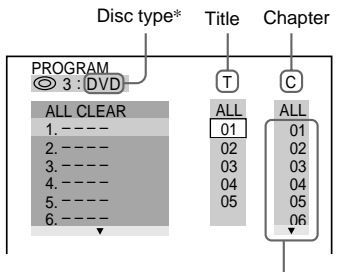 Disc type* Title Chapter
PROGRAM
3 : DVD T C
ALL CLEAR ALL ALL
1. – – – – 01 01
2. – – – – 02 02
3. – – – – 03 03
4. – – – – 04 04
5. – – – – 05 05
6. – – – – 06